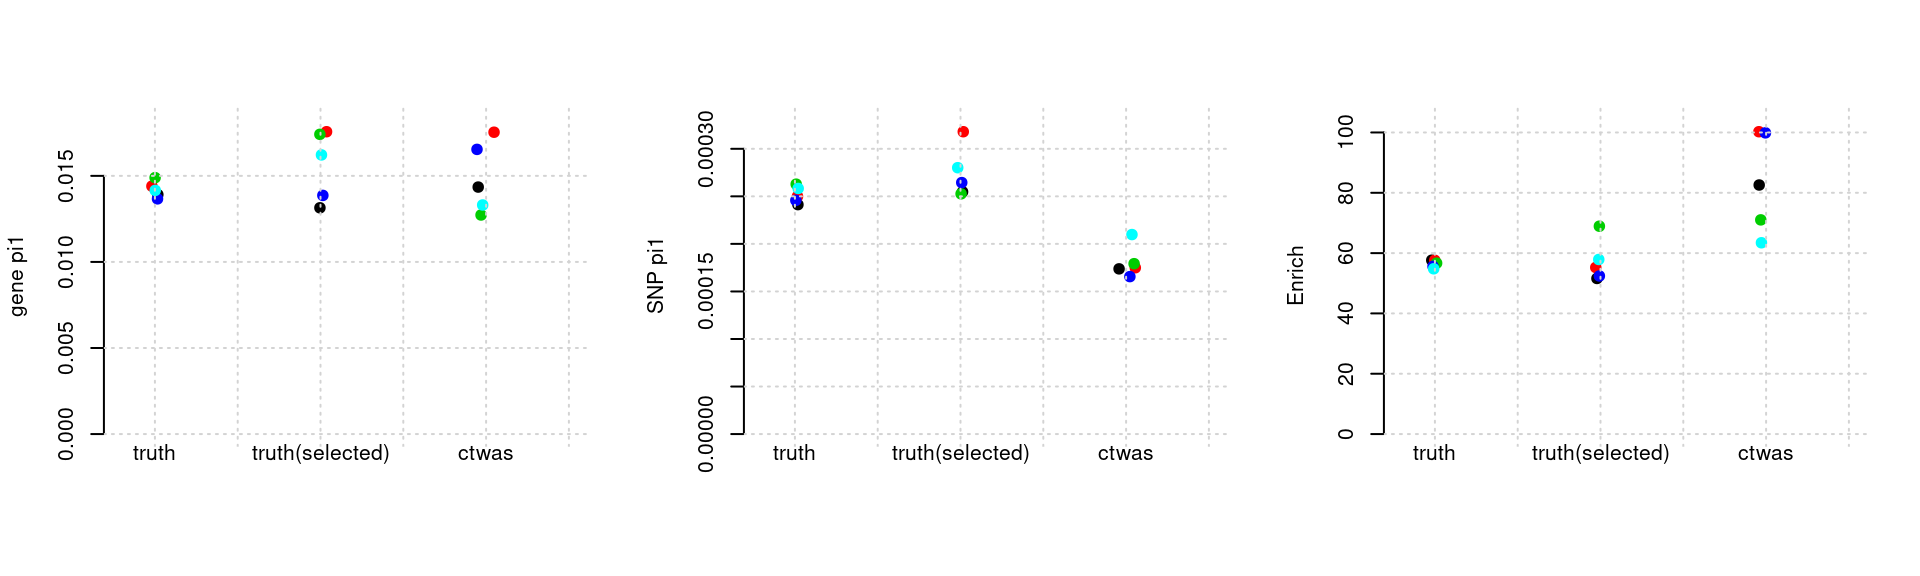 gene pi1
0.015
0.010
0.005
0.000
truth truth(selected) ctwas
SNP pi1
0.00030
0.00015
0.00000
truth truth(selected) ctwas
Enrich
100
80
60
40
20
0
truth truth(selected) ctwas